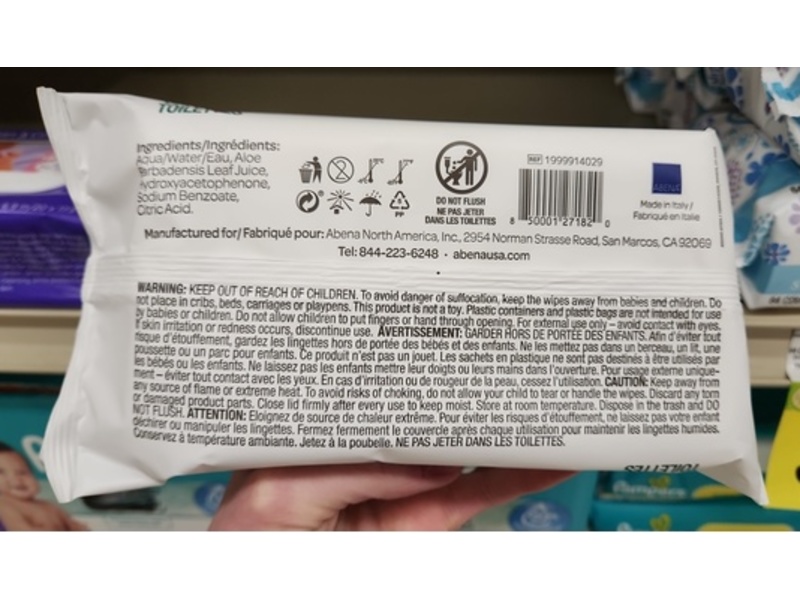 Ingredients/Ingrédients:
Aqua/Water/Eau, Aloe
Barbadensis Leaf Juice,
Hydroxyacetophenone,
Sodium Benzoate,
Citric Acid.
PP
DO NOT FLUSH
NE PAS JETER
DANS LES TOILETTES
REF 1999914029
8 50001 27182 0
ABENA
Made in Italy/
Fabriqué en Italie
Manufactured for/ Fabriqué pour: Abena North America, Inc., 2954 Norman Strasse Road, San Marcos, CA 92069
Tel: 844-223-6248 · abenausa.com
WARNING: KEEP OUT OF REACH OF CHILDREN. To avoid danger of suffocation, keep the wipes away from babies and children. Do
not place in cribs, beds, carriages or playpens. This product is not a toy. Plastic containers and plastic bags are not intended for use
by babies or children. Do not allow children to put fingers or hand through opening. For external use only – avoid contact with eyes.
If skin irritation or redness occurs, discontinue use. AVERTISSEMENT: GARDER HORS DE PORTÉE DES ENFANTS. Afin d'éviter tout
risque d'étouffement, gardez les lingettes hors de portée des bébés et des enfants. Ne les mettez pas dans un berceau, un lit, une
poussette ou un parc pour enfants. Ce produit n'est pas un jouet. Les sachets en plastique ne sont pas destinés à être utilisés par
les bébés ou les enfants. Ne laissez pas les enfants mettre leur doigts ou leurs mains dans l'ouverture. Pour usage externe unique-
ment – éviter tout contact avec les yeux. En cas d'irritation ou de rougeur de la peau, cessez l'utilisation. CAUTION: Keep away from
any source of flame or extreme heat. To avoid risks of choking, do not allow your child to tear or handle the wipes. Discard any torn
or damaged product parts. Close lid firmly after every use to keep moist. Store at room temperature. Dispose in the trash and DO
NOT FLUSH. ATTENTION: Eloignez de source de chaleur extrême. Pour éviter les risques d'étouffement, ne laissez pas votre enfant
déchirer ou manipuler les lingettes. Fermez fermement le couvercle après chaque utilisation pour maintenir les lingettes humides.
Conservez à température ambiante. Jetez à la poubelle. NE PAS JETER DANS LES TOILETTES.
TOILETTES
Pampers